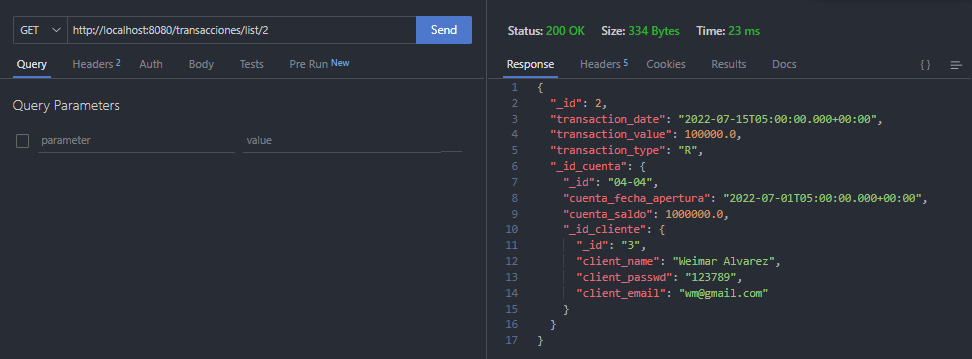 GET http://localhost:8080/transacciones/list/2 Send
Query Headers 2 Auth Body Tests Pre Run New
Query Parameters
parameter value
Status: 200 OK Size: 334 Bytes Time: 23 ms
Response Headers 5 Cookies Results Docs {}
1 {
2 "_id": 2,
3 "transaction_date": "2022-07-15T05:00:00.000+00:00",
4 "transaction_value": 100000.0,
5 "transaction_type": "R",
6 "_id_cuenta": {
7 "_id": "04-04",
8 "cuenta_fecha_apertura": "2022-07-01T05:00:00.000+00:00",
9 "cuenta_saldo": 1000000.0,
10 "_id_cliente": {
11 "_id": "3",
12 "client_name": "Weimar Alvarez",
13 "client_passwd": "123789",
14 "client_email": "wm@gmail.com"
15 }
16 }
17 }